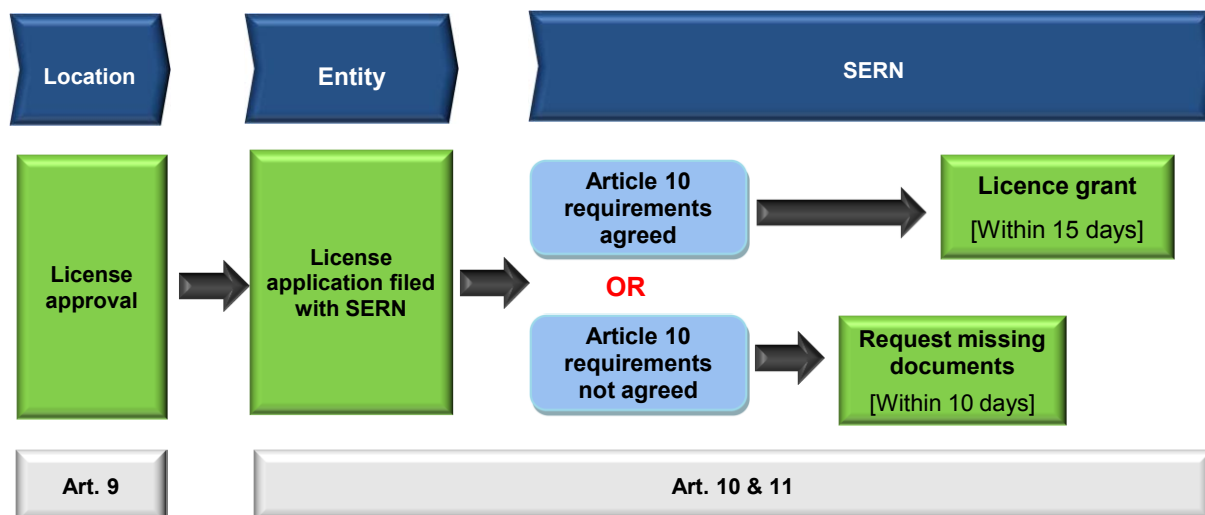 Location
Entity
SERN
License
approval
License
application filed
with SERN
Article 10
requirements
agreed
Licence grant
[Within 15 days]
OR
Article 10
requirements
not agreed
Request missing
documents
[Within 10 days]
Art. 9
Art. 10 & 11